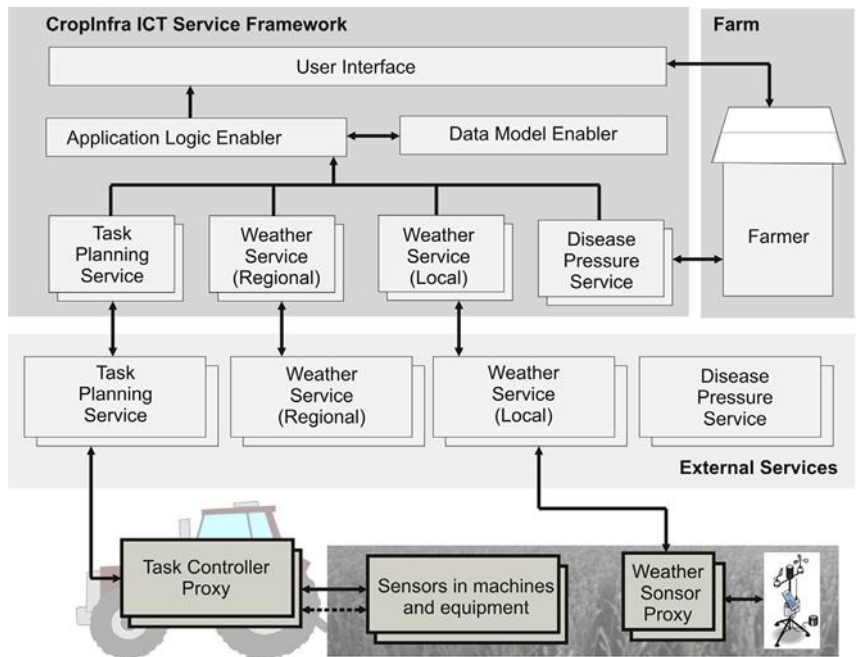 CropInfra ICT Service Framework
Farm
User Interface
Application Logic Enabler
Data Model Enabler
Task
Planning
Service
Weather
Service
(Regional)
Weather
Service
(Local)
Disease
Pressure
Service
Farmer
Task
Planning
Service
Weather
Service
(Regional)
Weather
Service
(Local)
Disease
Pressure
Service
External Services
Task Controller
Proxy
Sensors in machines
and equipment
Weather
Sonsor
Proxy